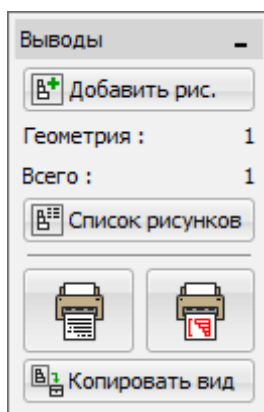 Выводы
Добавить рис.
Геометрия : 1
Всего : 1
Список рисунков
Копировать вид